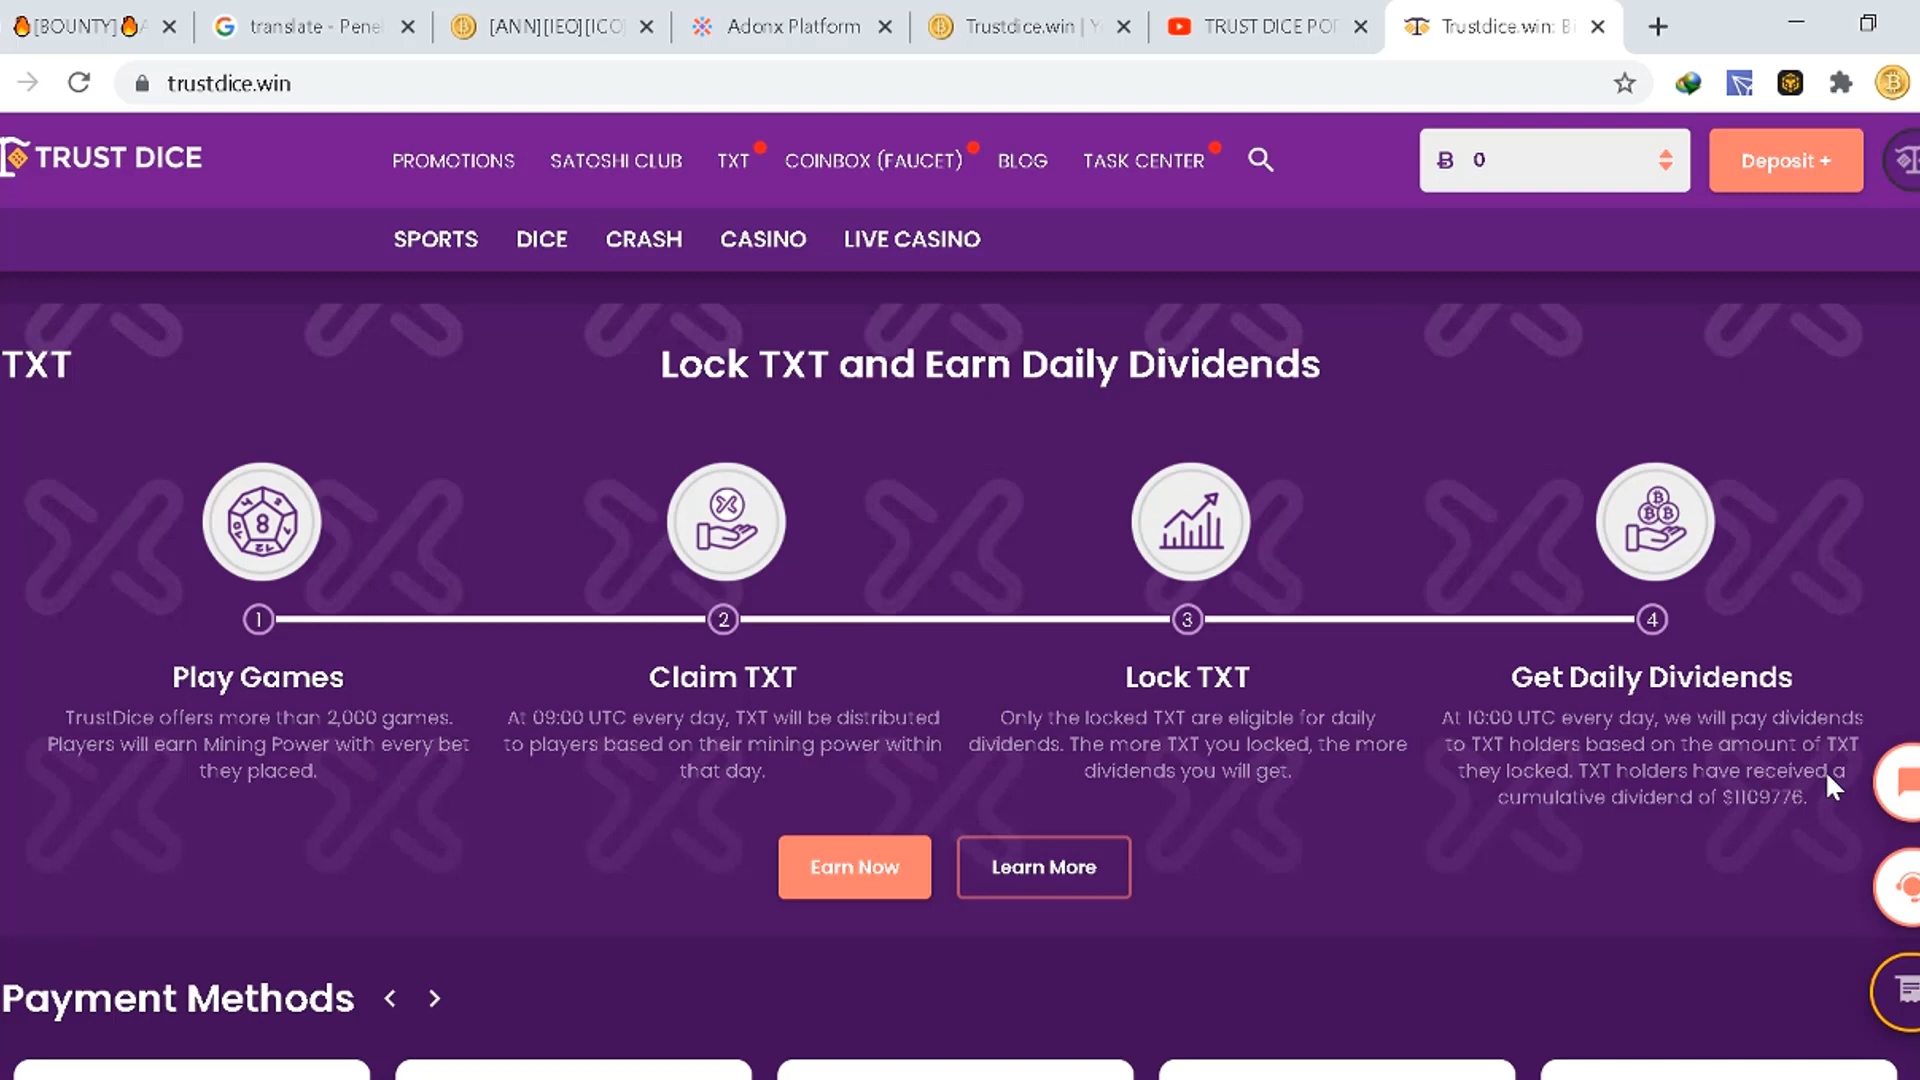 [BOUNTY]
translate - Pene
[ANN][IEO][ICO]
Adonx Platform
Trustdice.win | Y
TRUST DICE POI
Trustdice.win: Bi
trustdice.win
TRUST DICE
PROMOTIONS
SATOSHI CLUB
TXT
COINBOX (FAUCET)
BLOG
TASK CENTER
0
Deposit +
SPORTS
DICE
CRASH
CASINO
LIVE CASINO
TXT
Lock TXT and Earn Daily Dividends
8
1
2
3
4
Play Games
TrustDice offers more than 2,000 games.
Players will earn Mining Power with every bet
they placed.
Claim TXT
At 09:00 UTC every day, TXT will be distributed
to players based on their mining power within
that day.
Lock TXT
Only the locked TXT are eligible for daily
dividends. The more TXT you locked, the more
dividends you will get.
Get Daily Dividends
At 10:00 UTC every day, we will pay dividends
to TXT holders based on the amount of TXT
they locked. TXT holders have received a
cumulative dividend of $1109776.
Earn Now
Learn More
Payment Methods